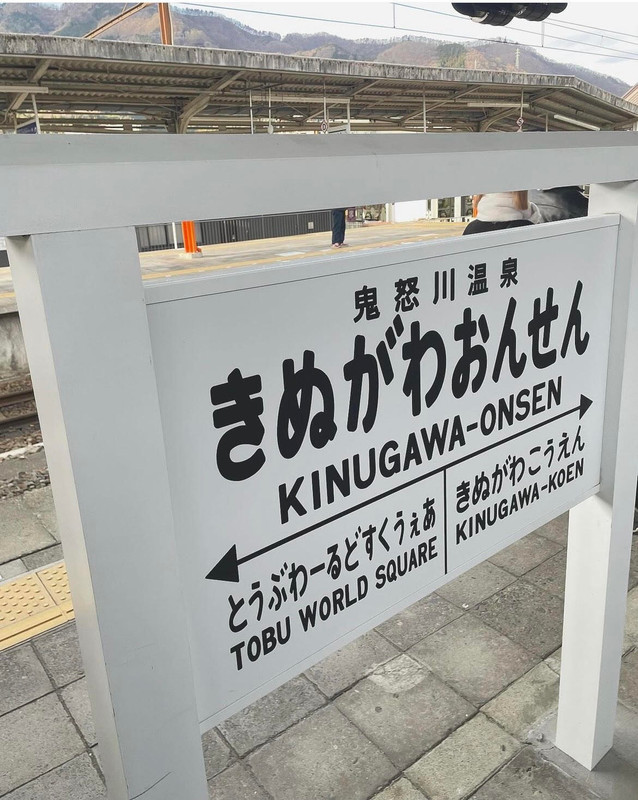 鬼怒川温泉
きぬがわおんせん
KINUGAWA-ONSEN
とうぶわーるどすくうぇあ
TOBU WORLD SQUARE
きぬがわこうえん
KINUGAWA-KOEN